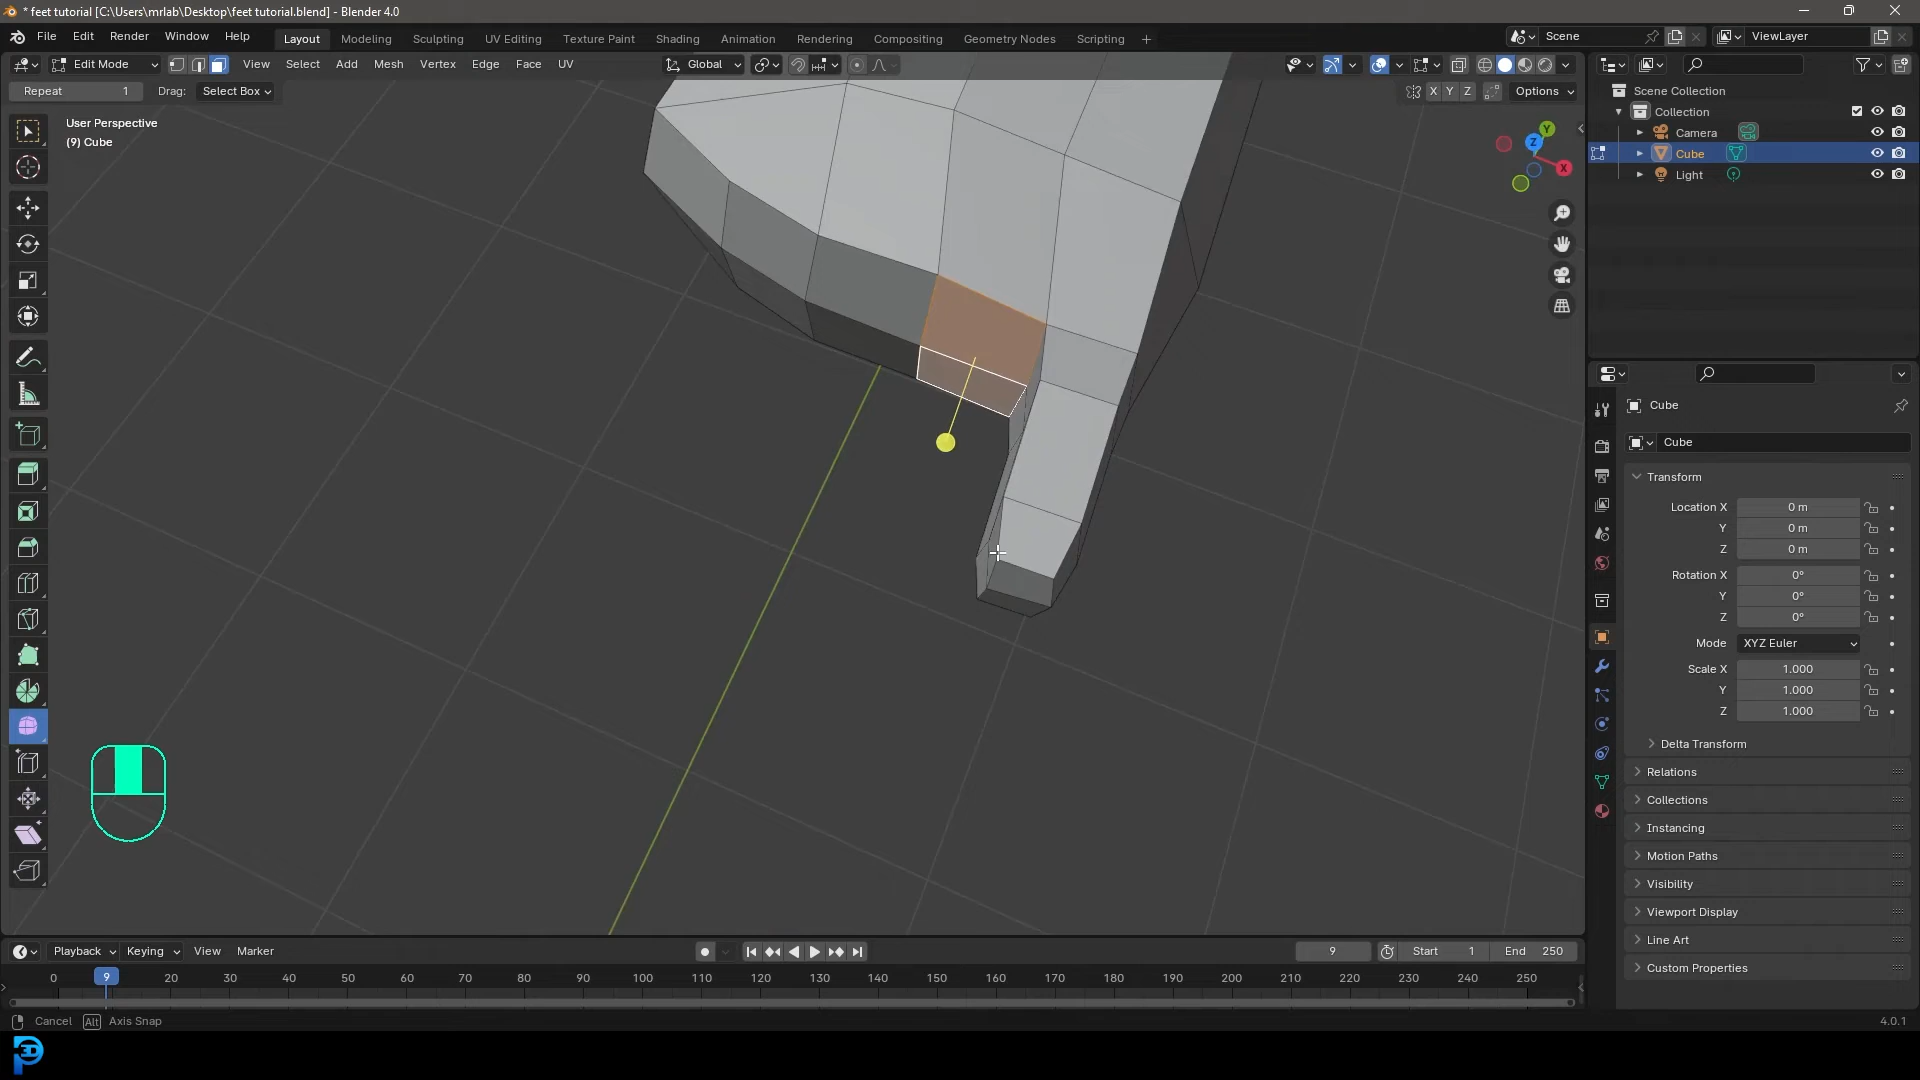 * feet tutorial [C:\Users\mrlab\Desktop\feet tutorial.blend] - Blender 4.0
File Edit Render Window Help Layout Modeling Sculpting UV Editing Texture Paint Shading Animation Rendering Compositing Geometry Nodes Scripting + Scene ViewLayer
Edit Mode View Select Add Mesh Vertex Edge Face UV Global
Repeat 1 Drag: Select Box X Y Z Options
User Perspective
(9) Cube
Y
Z
X
Scene Collection
Collection
Camera
Cube
Light
Cube
Cube
Transform
Location X 0 m
Y 0 m
Z 0 m
Rotation X 0°
Y 0°
Z 0°
Mode XYZ Euler
Scale X 1.000
Y 1.000
Z 1.000
Delta Transform
Relations
Collections
Instancing
Motion Paths
Visibility
Viewport Display
Line Art
Custom Properties
Playback Keying View Marker 9 Start 1 End 250
0 9 20 30 40 50 60 70 80 90 100 110 120 130 140 150 160 170 180 190 200 210 220 230 240 250
Cancel Alt Axis Snap 4.0.1
3D